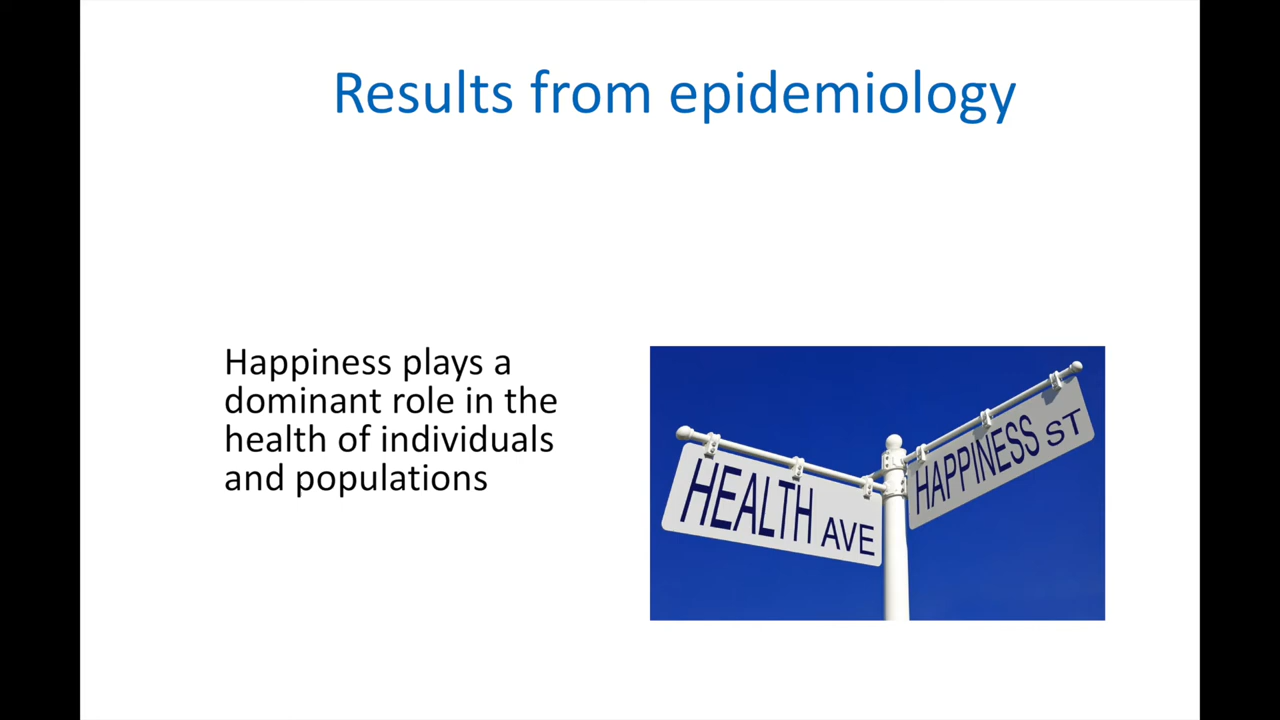 Results from epidemiology
Happiness plays a
dominant role in the
health of individuals
and populations
HEALTH AVE
HAPPINESS ST